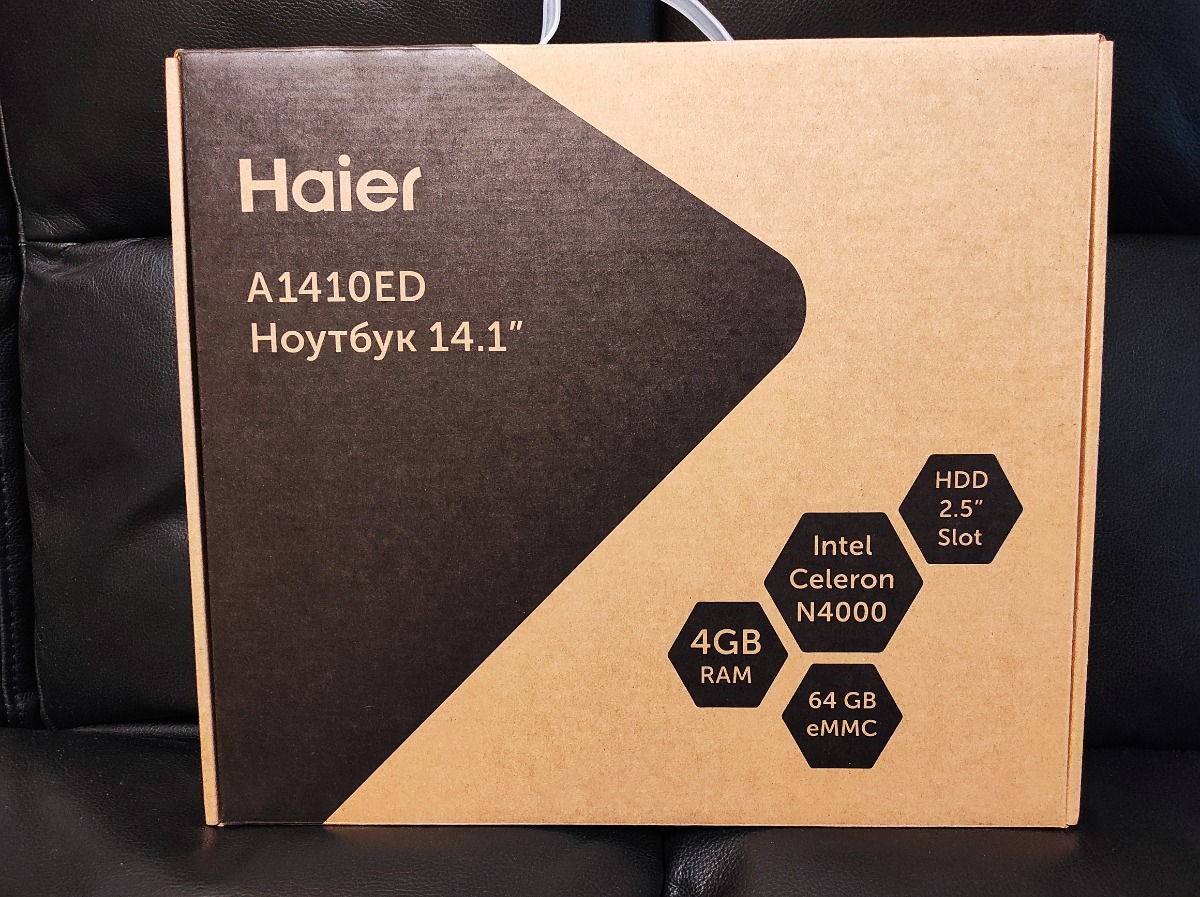 Haier
A1410ED
Ноутбук 14.1"
HDD
2.5"
Slot
Intel
Celeron
N4000
4GB
RAM
64 GB
eMMC